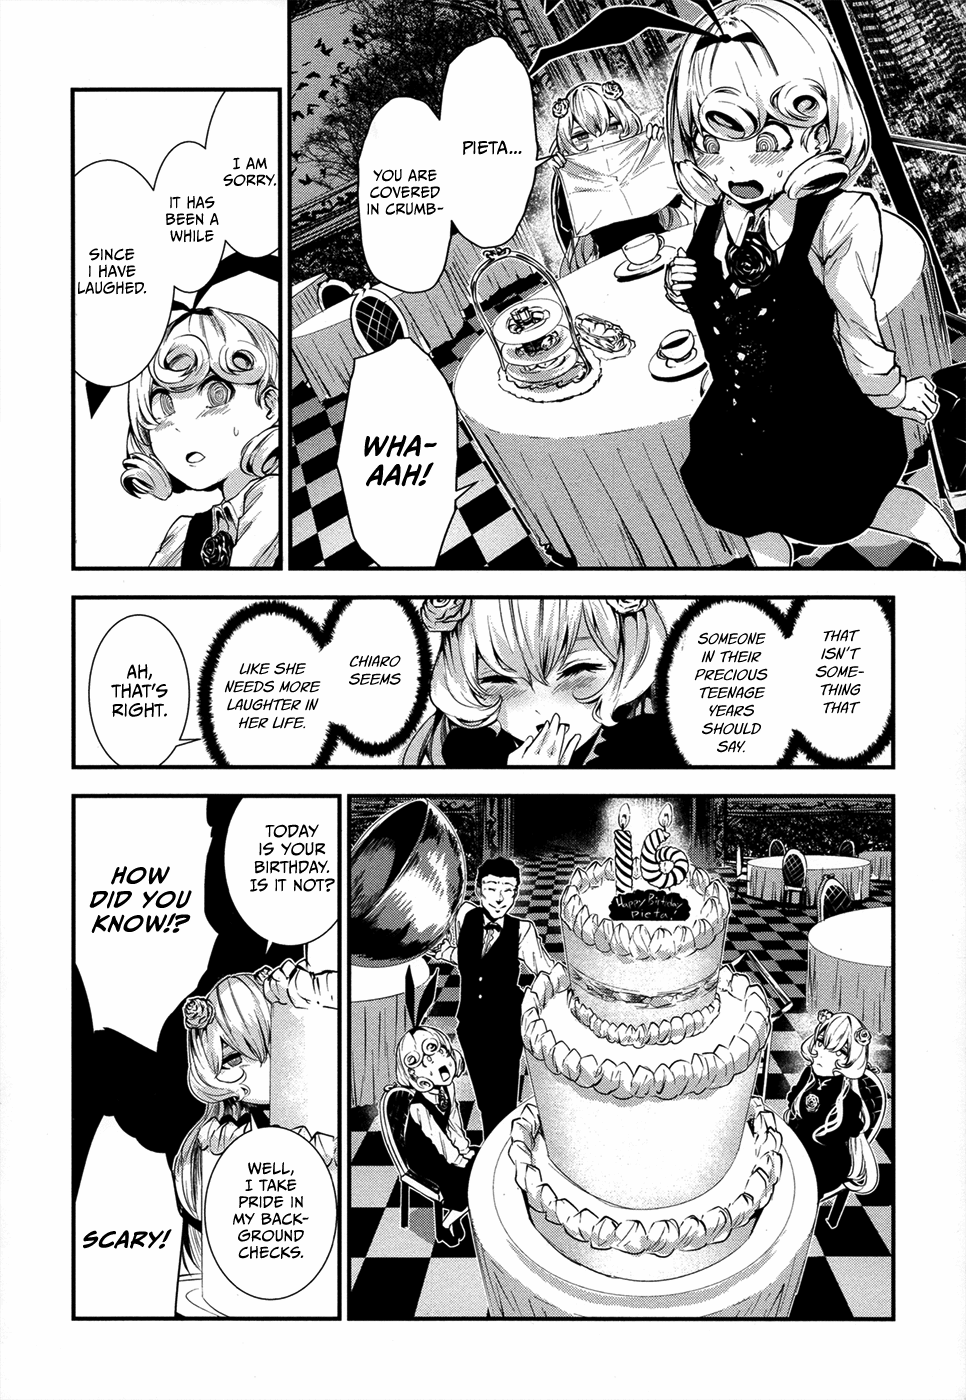 PIETA...
YOU ARE
COVERED
IN CRUMB-
WHA-
AAH!
I AM
SORRY.
IT HAS
BEEN A
WHILE
SINCE
I HAVE
LAUGHED.
THAT
ISN'T
SOME-
THING
THAT
SOMEONE
IN THEIR
PRECIOUS
TEENAGE
YEARS
SHOULD
SAY.
CHIARO
SEEMS
LIKE SHE
NEEDS MORE
LAUGHTER IN
HER LIFE.
AH,
THAT'S
RIGHT.
16
Happy Birthday
Pieta!
TODAY
IS YOUR
BIRTHDAY.
IS IT NOT?
HOW
DID YOU
KNOW!?
WELL,
I TAKE
PRIDE IN
MY BACK-
GROUND
CHECKS.
SCARY!